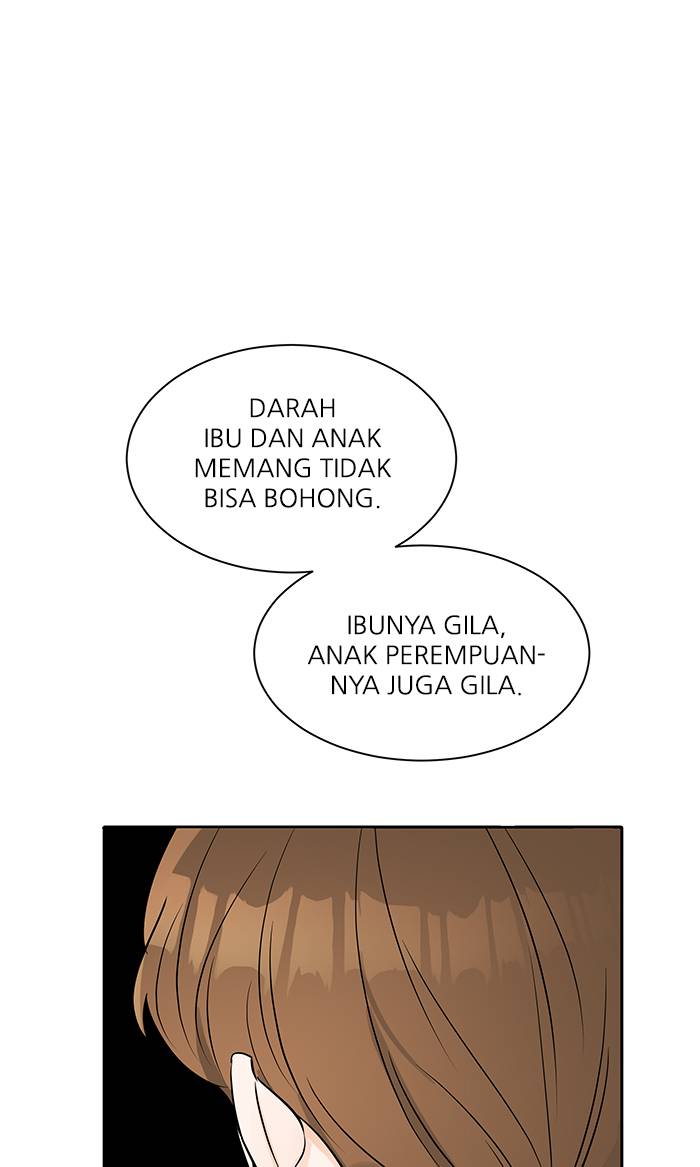 DARAH
IBU DAN ANAK
MEMANG TIDAK
BISA BOHONG.
IBUNYA GILA,
ANAK PEREMPUAN-
NYA JUGA GILA.